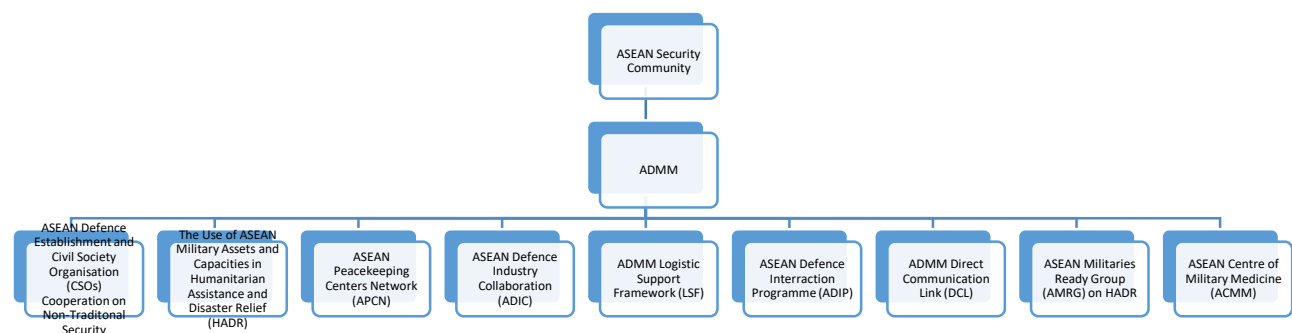 ASEAN Security
Community
ADMM
ASEAN Defence
Establishment and
Civil Society
Organisation
(CSOs)
Cooperation on
Non-Traditonal
Security
The Use of ASEAN
Military Assets and
Capacities in
Humanitarian
Assistance and
Disaster Relief
(HADR)
ASEAN
Peacekeeping
Centers Network
(APCN)
ASEAN Defence
Industry
Collaboration
(ADIC)
ADMM Logistic
Support
Framework (LSF)
ASEAN Defence
Interraction
Programme (ADIP)
ADMM Direct
Communication
Link (DCL)
ASEAN Militaries
Ready Group
(AMRG) on HADR
ASEAN Centre of
Military Medicine
(ACMM)